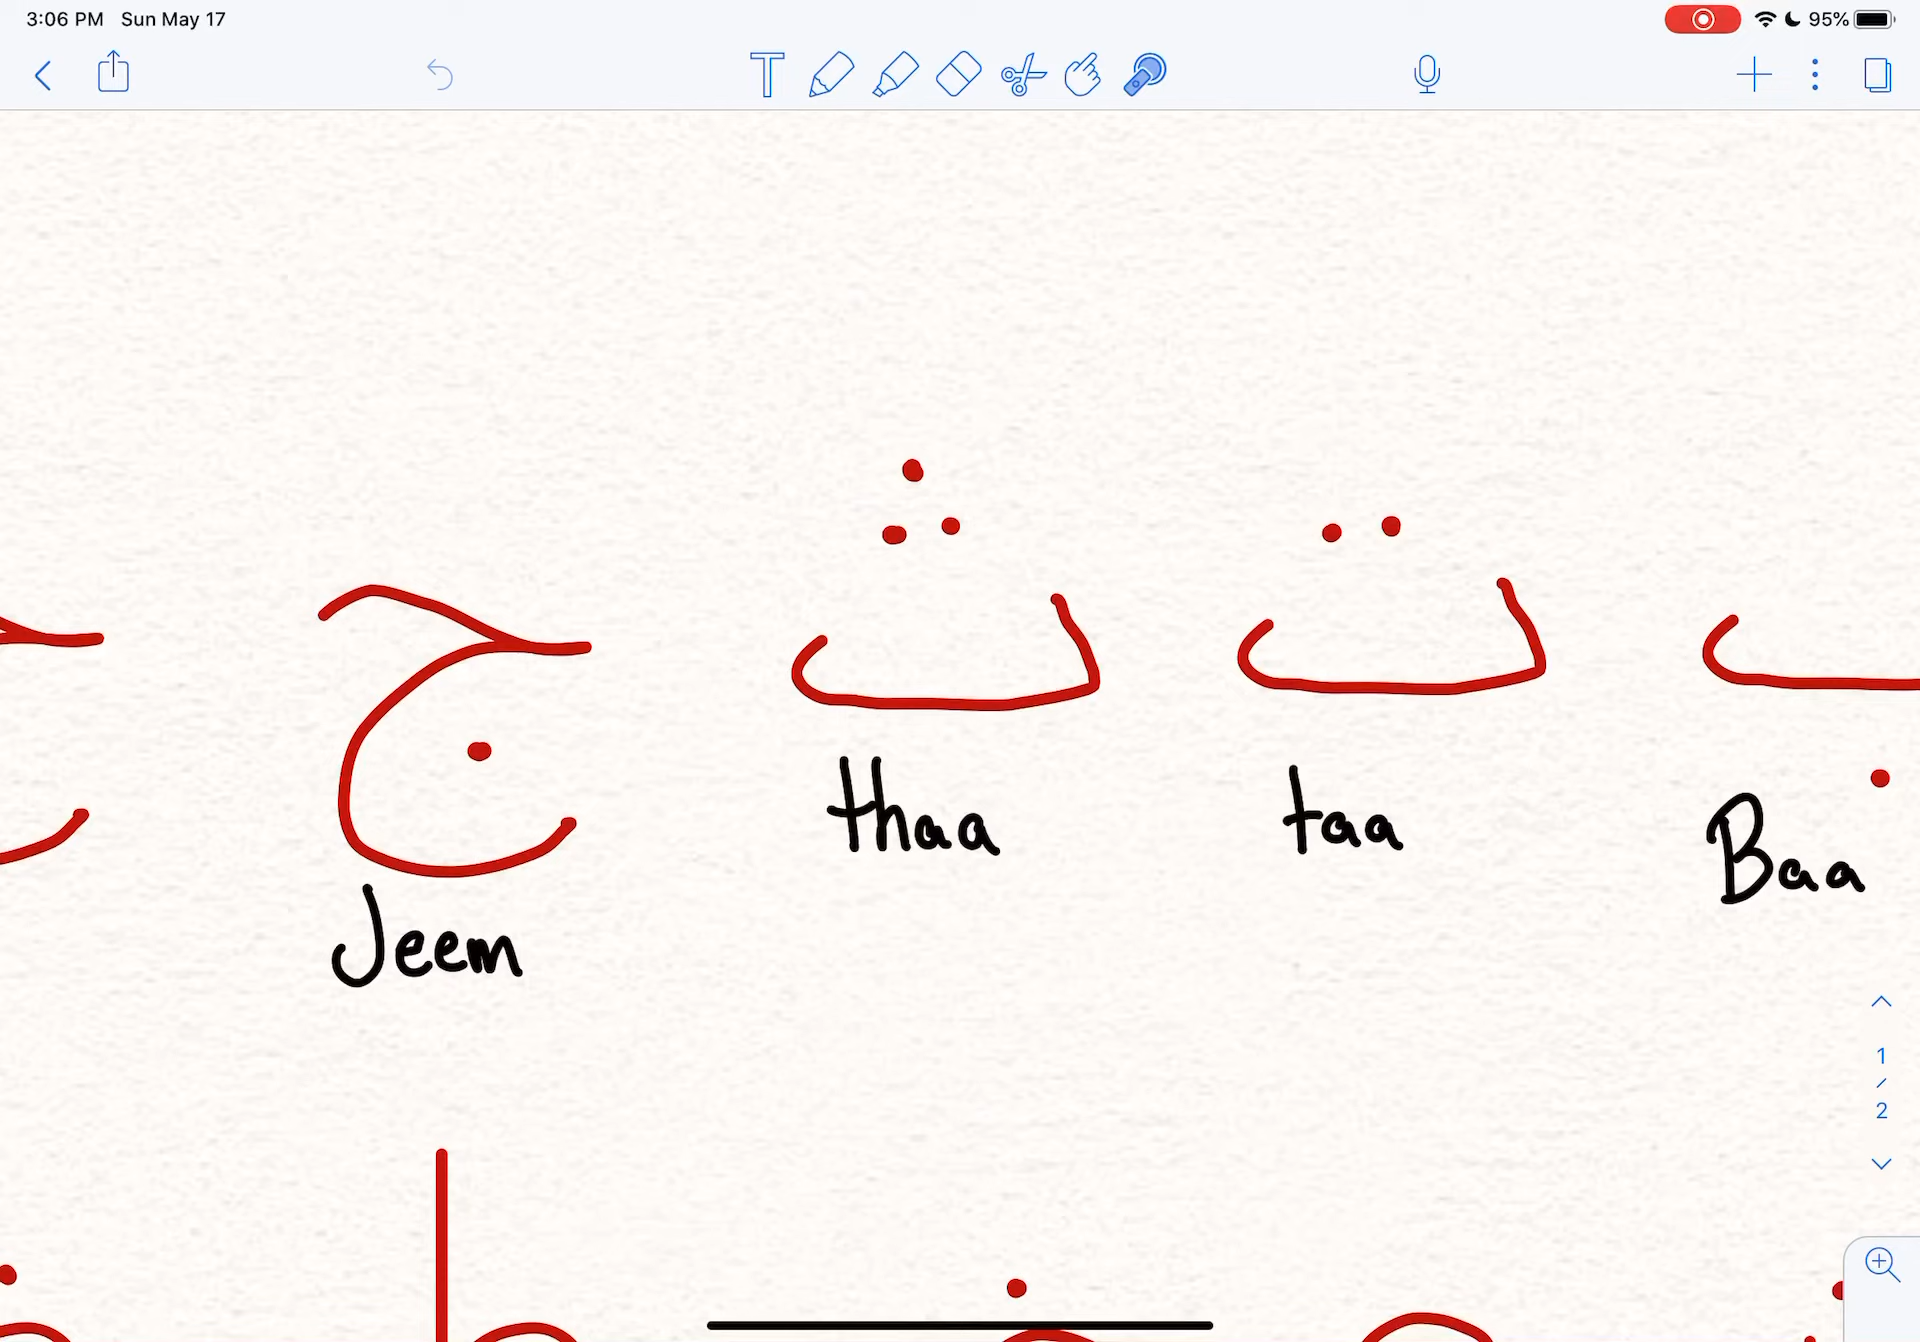 3:06 PM Sun May 17
95%
ب ت ث ج
Baa taa thaa Jeem
1
/
2